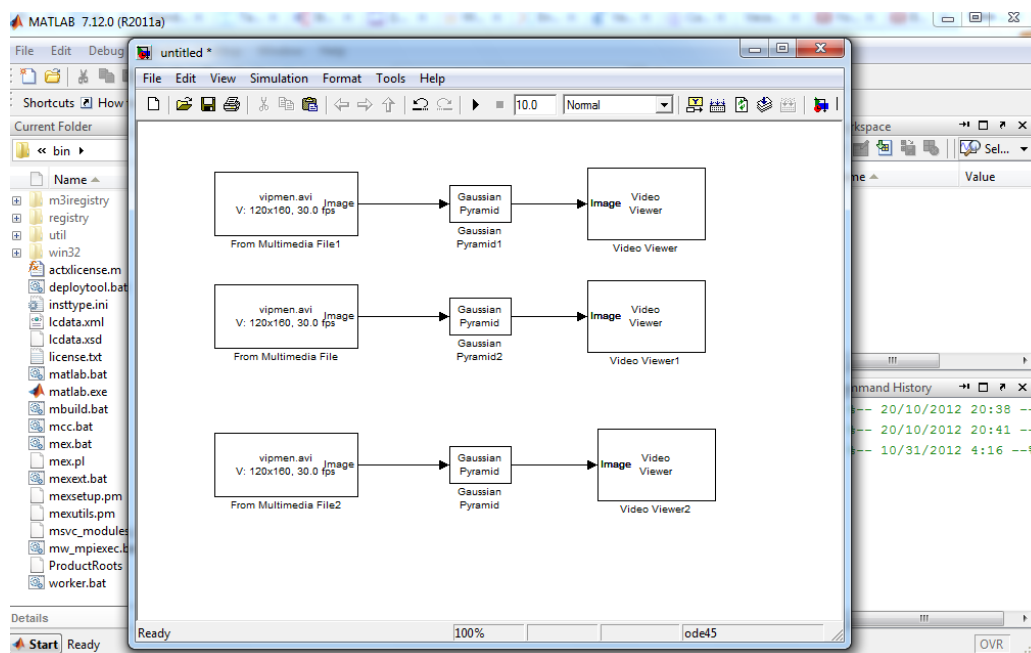 MATLAB 7.12.0 (R2011a)
File Edit Debug
Shortcuts How
Current Folder
« bin
Name
m3iregistry
registry
util
win32
actxlicense.m
deploytool.bat
insttype.ini
lcdata.xml
lcdata.xsd
license.txt
matlab.bat
matlab.exe
mbuild.bat
mcc.bat
mex.bat
mex.pl
mexext.bat
mexsetup.pm
mexutils.pm
msvc_modules
mw_mpiexec.b
ProductRoots
worker.bat
Details
Start Ready
untitled *
File Edit View Simulation Format Tools Help
10.0 Normal
vipmen.avi
V: 120x160, 30.0 fps
Image
From Multimedia File1
Gaussian
Pyramid
Gaussian
Pyramid1
Image
Video
Viewer
Video Viewer
vipmen.avi
V: 120x160, 30.0 fps
Image
From Multimedia File
Gaussian
Pyramid
Gaussian
Pyramid2
Image
Video
Viewer
Video Viewer1
vipmen.avi
V: 120x160, 30.0 fps
Image
From Multimedia File2
Gaussian
Pyramid
Gaussian
Pyramid
Image
Video
Viewer
Video Viewer2
Ready 100% ode45
kspace
Sel...
me Value
mmand History
-- 20/10/2012 20:38 --
-- 20/10/2012 20:41 --
-- 10/31/2012 4:16 --%
OVR